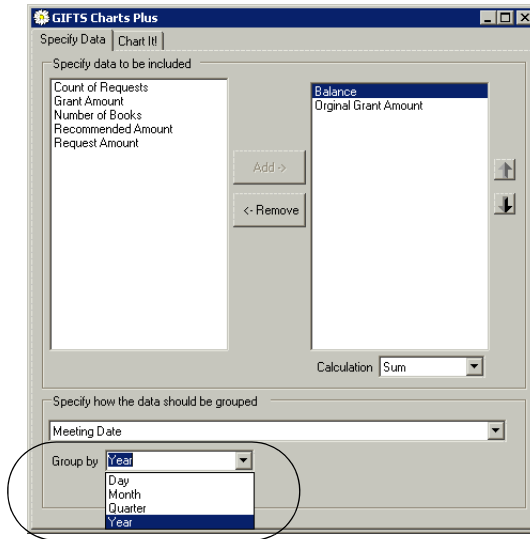 GIFTS Charts Plus
Specify Data Chart It!
Specify data to be included
Count of Requests
Grant Amount
Number of Books
Recommended Amount
Request Amount
Add ->
<- Remove
Balance
Orginal Grant Amount
Calculation Sum
Specify how the data should be grouped
Meeting Date
Group by Year
Day
Month
Quarter
Year